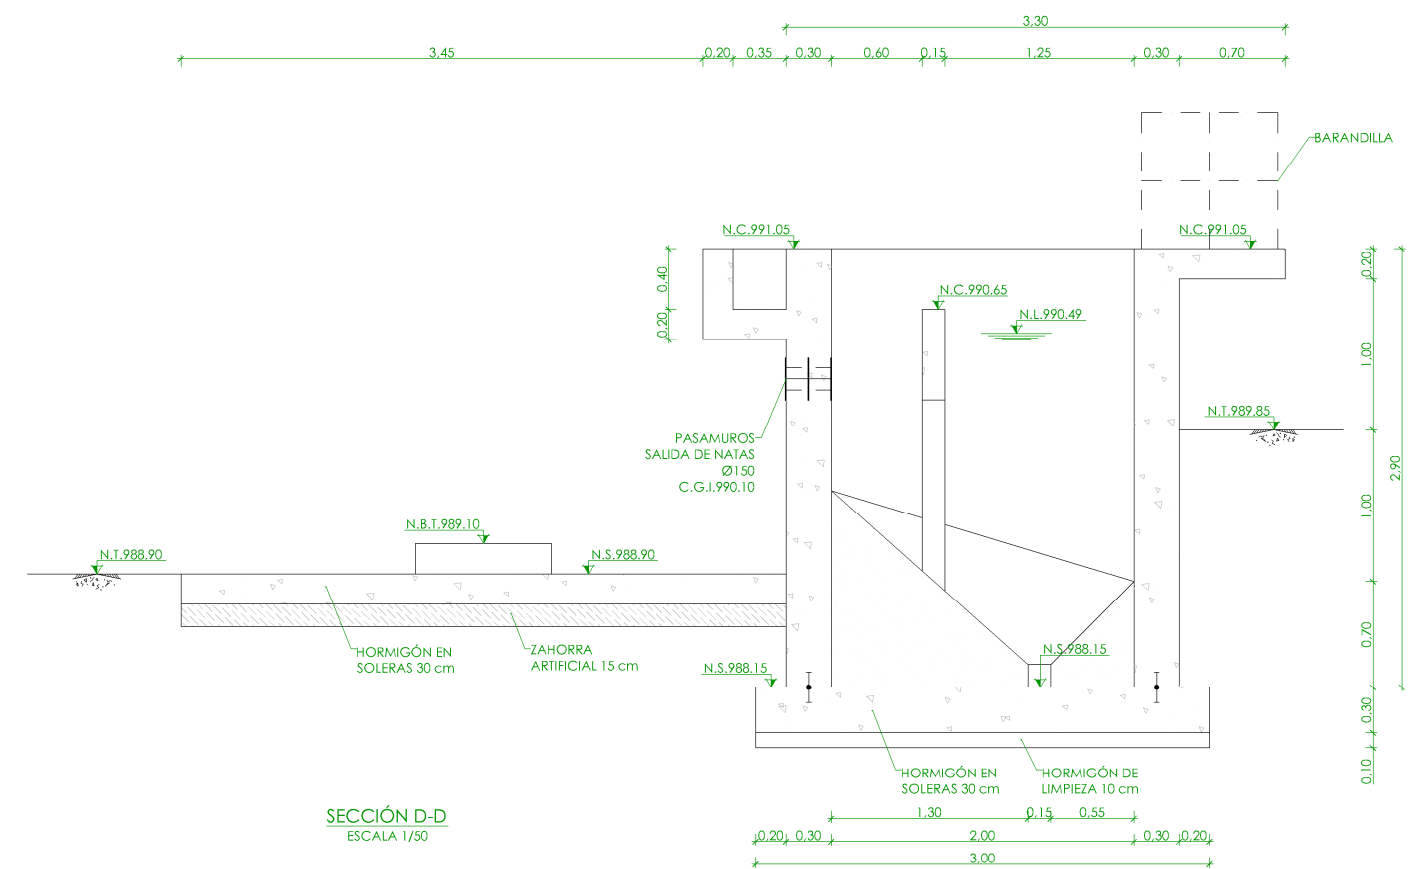 3,30
3,45
0,20
0,35
0,30
0,60
0,15
1,25
0,30
0,70
BARANDILLA
N.C.991.05
N.C.991.05
0,40
0,20
0,20
N.C.990.65
N.L.990.49
1,00
N.T.989.85
PASAMUROS
SALIDA DE NATAS
Ø150
C.G.I.990.10
2,90
1,00
N.B.T.989.10
N.T.988.90
N.S.988.90
HORMIGÓN EN
SOLERAS 30 cm
ZAHORRA
ARTIFICIAL 15 cm
N.S.988.15
N.S.988.15
0,70
0,30
0,10
HORMIGÓN EN
SOLERAS 30 cm
HORMIGÓN DE
LIMPIEZA 10 cm
SECCIÓN D-D
ESCALA 1/50
1,30
0,15
0,55
0,20
0,30
2,00
0,30
0,20
3,00